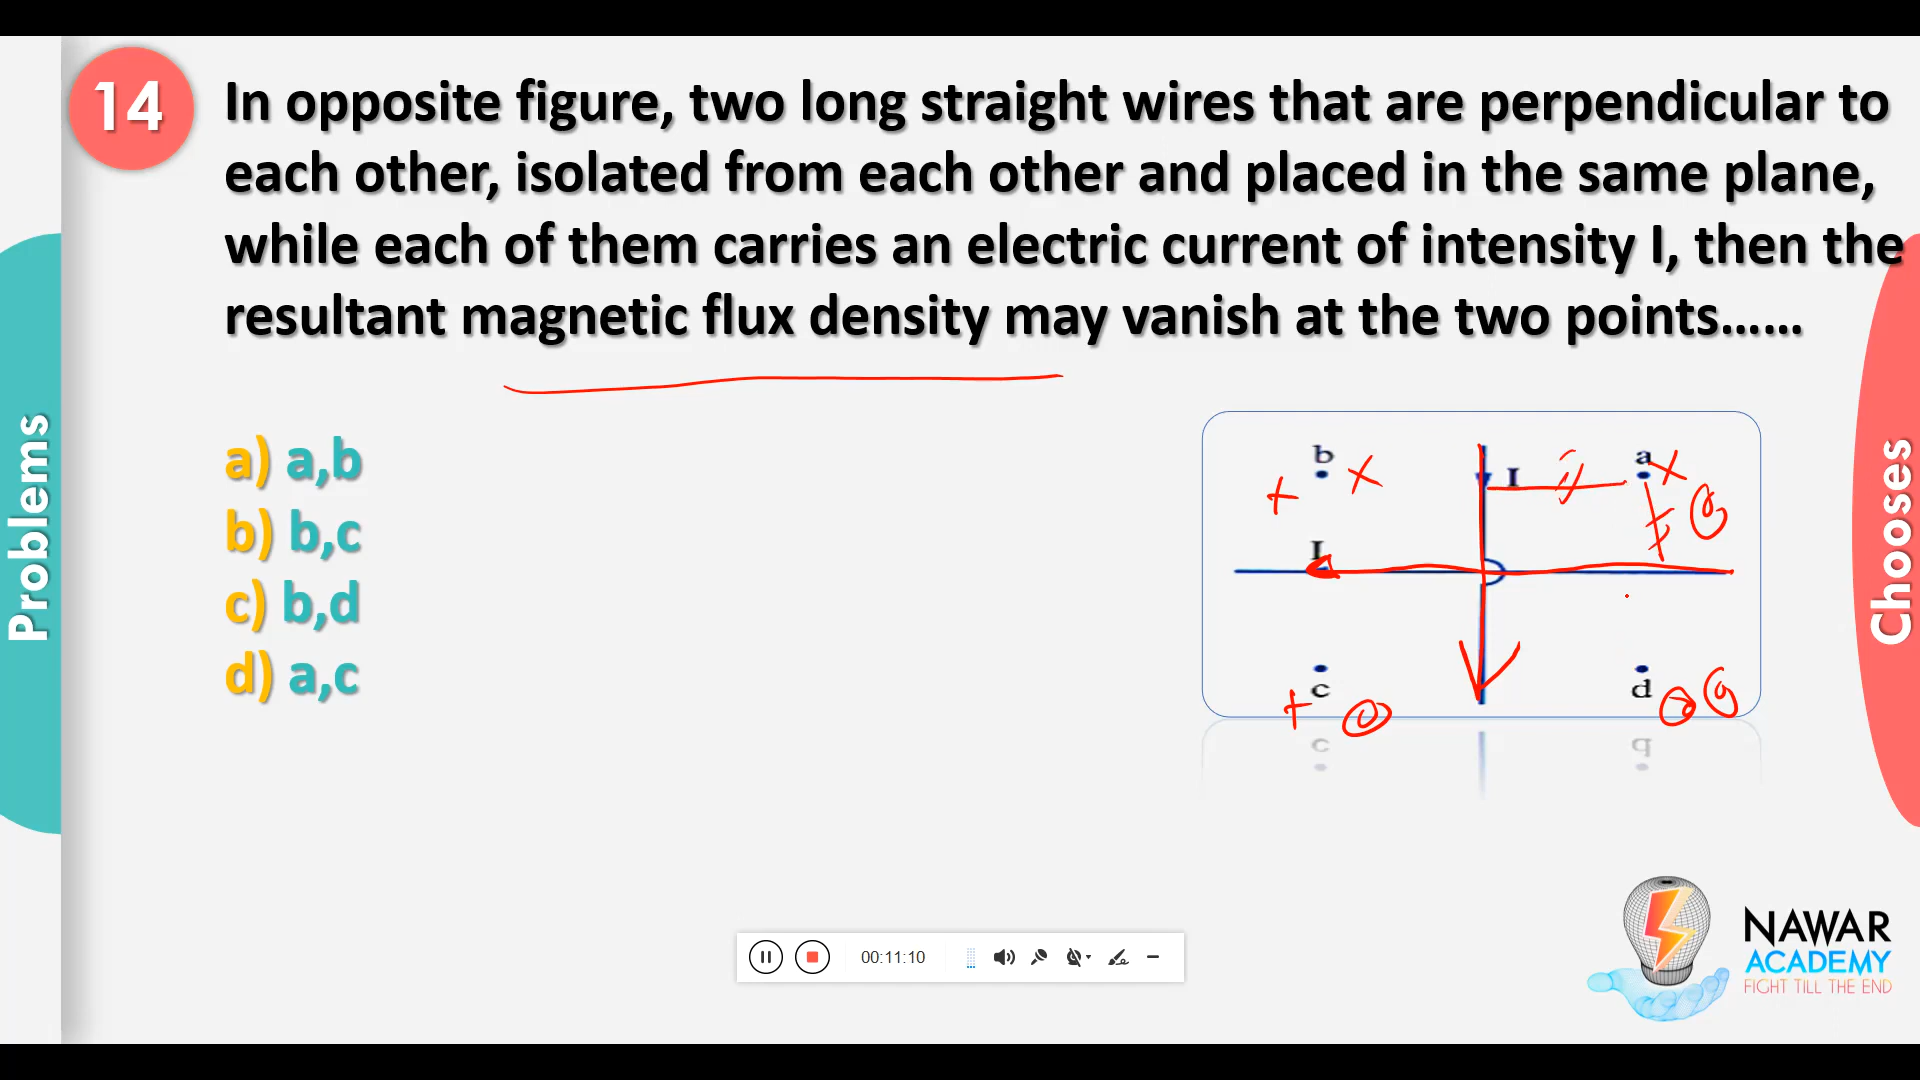 14
In opposite figure, two long straight wires that are perpendicular to
each other, isolated from each other and placed in the same plane,
while each of them carries an electric current of intensity I, then the
resultant magnetic flux density may vanish at the two points......
a) a,b
b) b,c
c) b,d
d) a,c
Problems
Chooses
b
I
a
I
c
d
00:11:10
NAWAR
ACADEMY
FIGHT TILL THE END